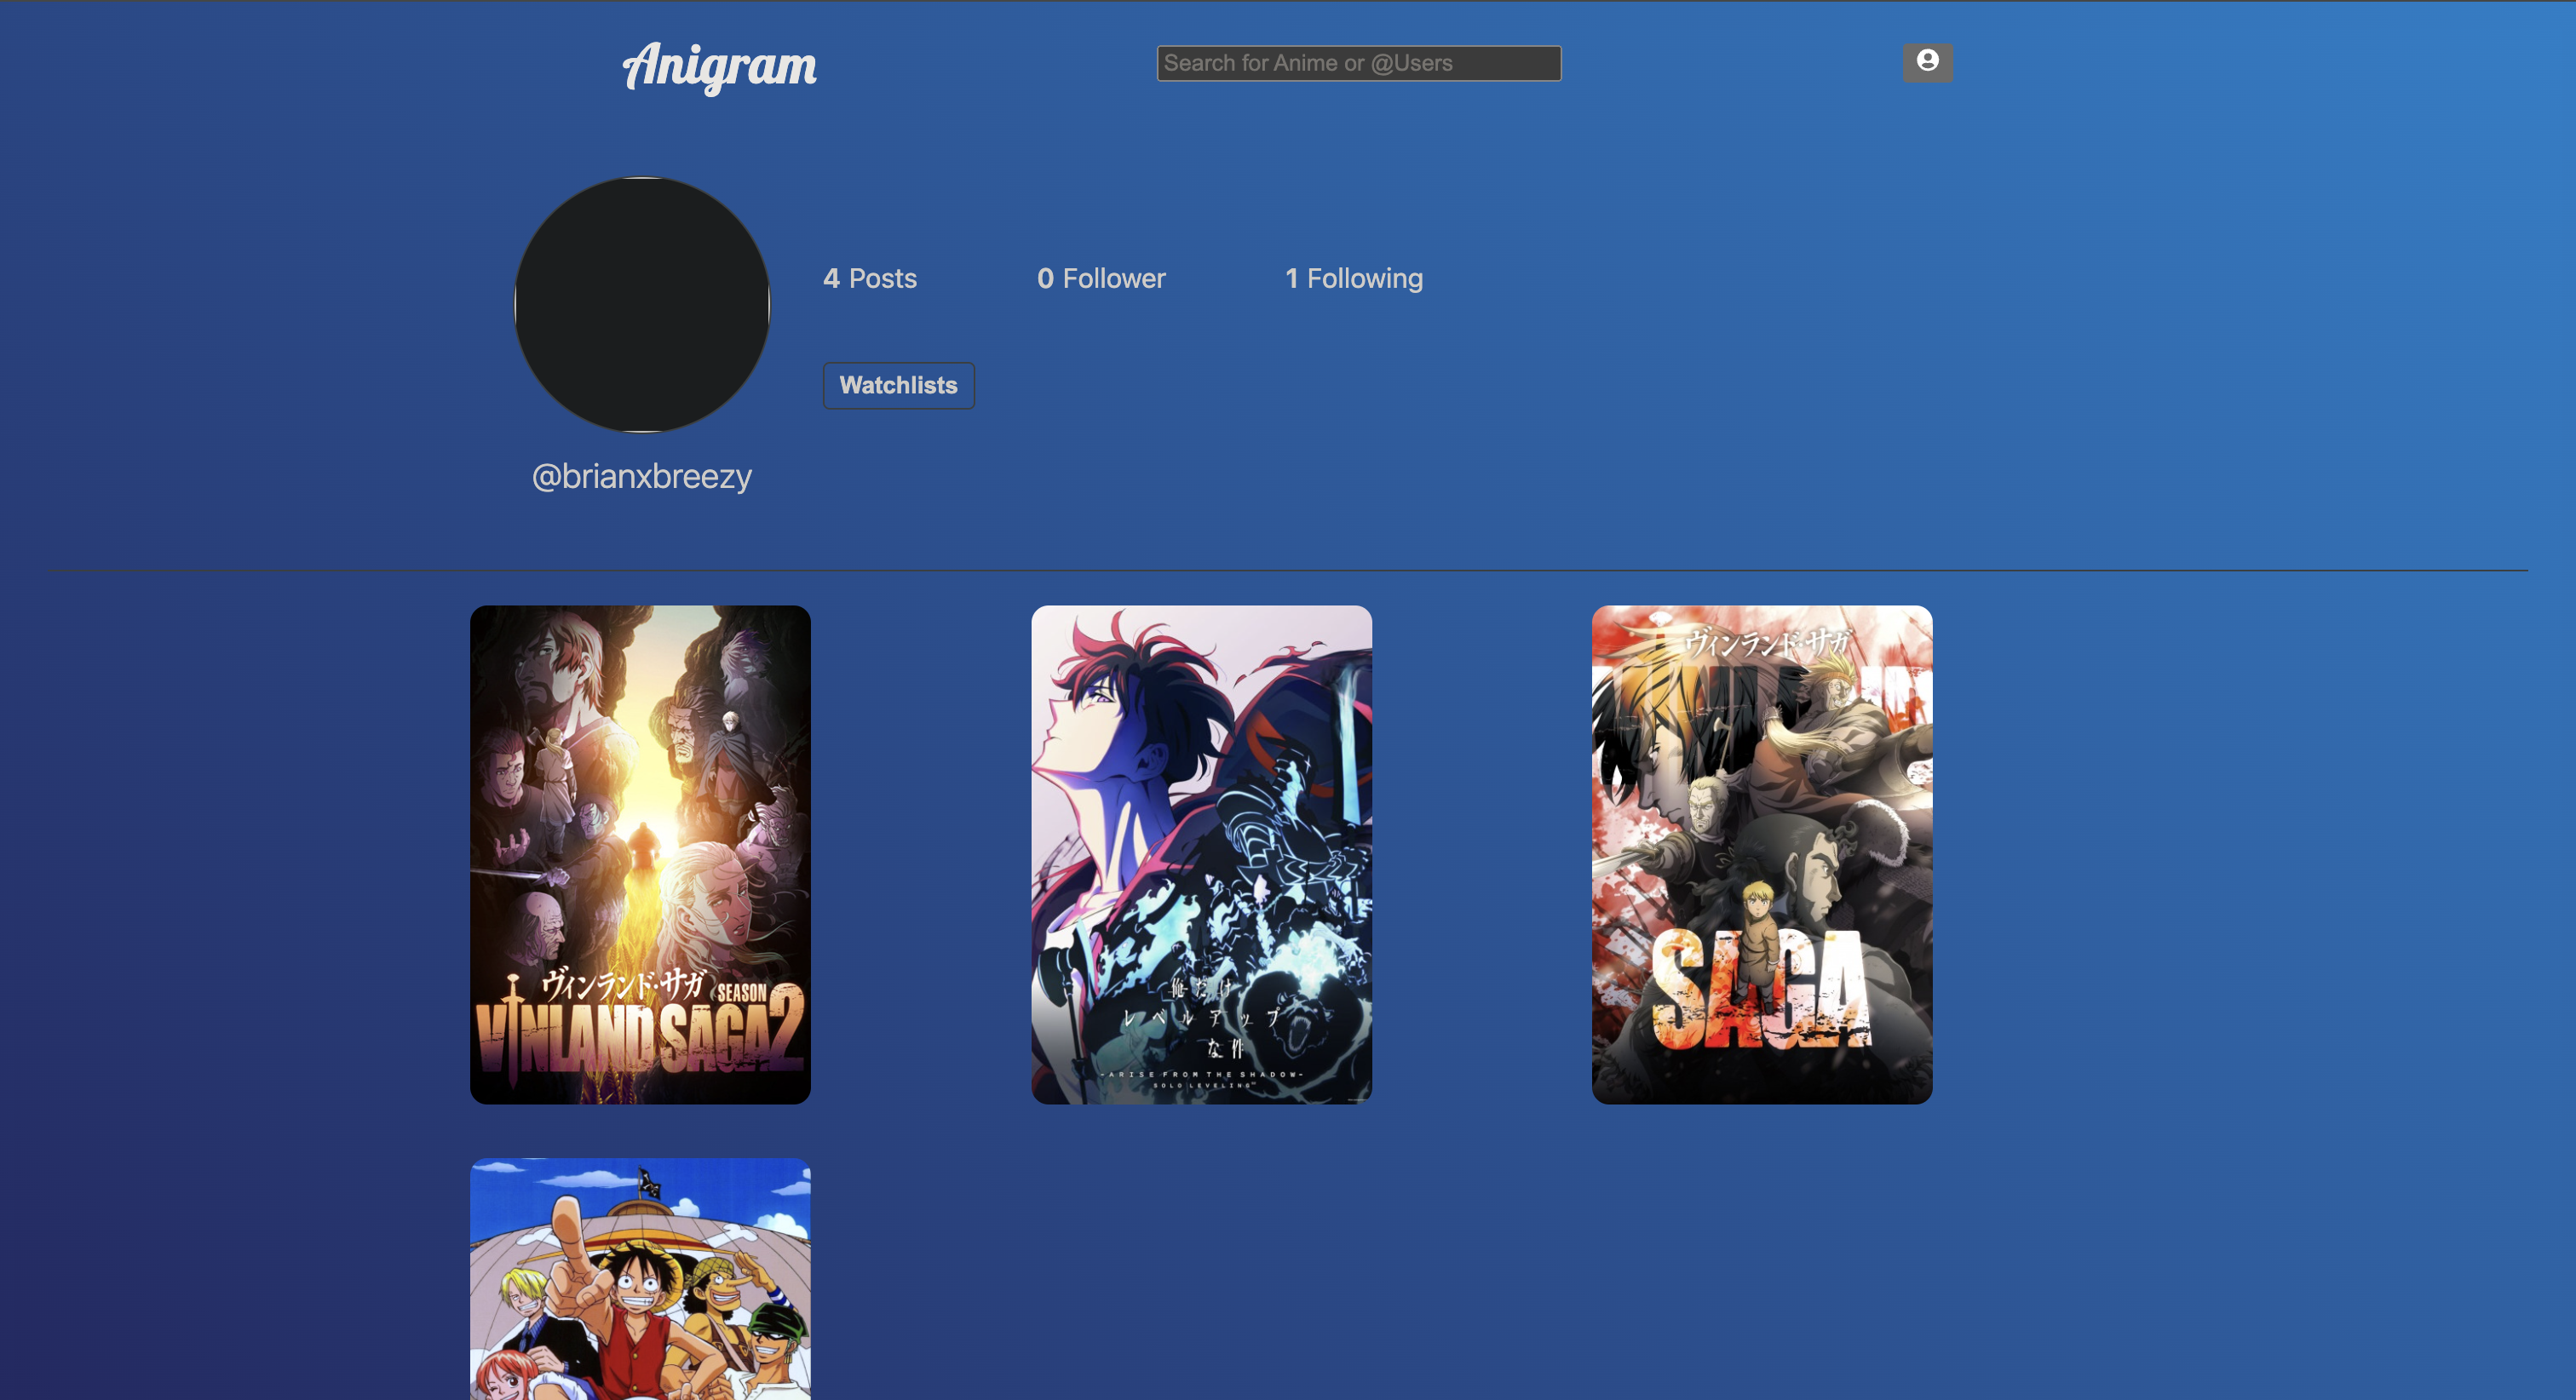 Anigram
Search for Anime or @Users
4 Posts
0 Follower
1 Following
Watchlists
@brianxbreezy
ヴィンランド・サガ
SEASON
VINLAND SAGA 2
俺だけ
レベルアップ
な件
-ARISE FROM THE SHADOW-
SOLO LEVELING
ヴィンランド・サガ
SAGA